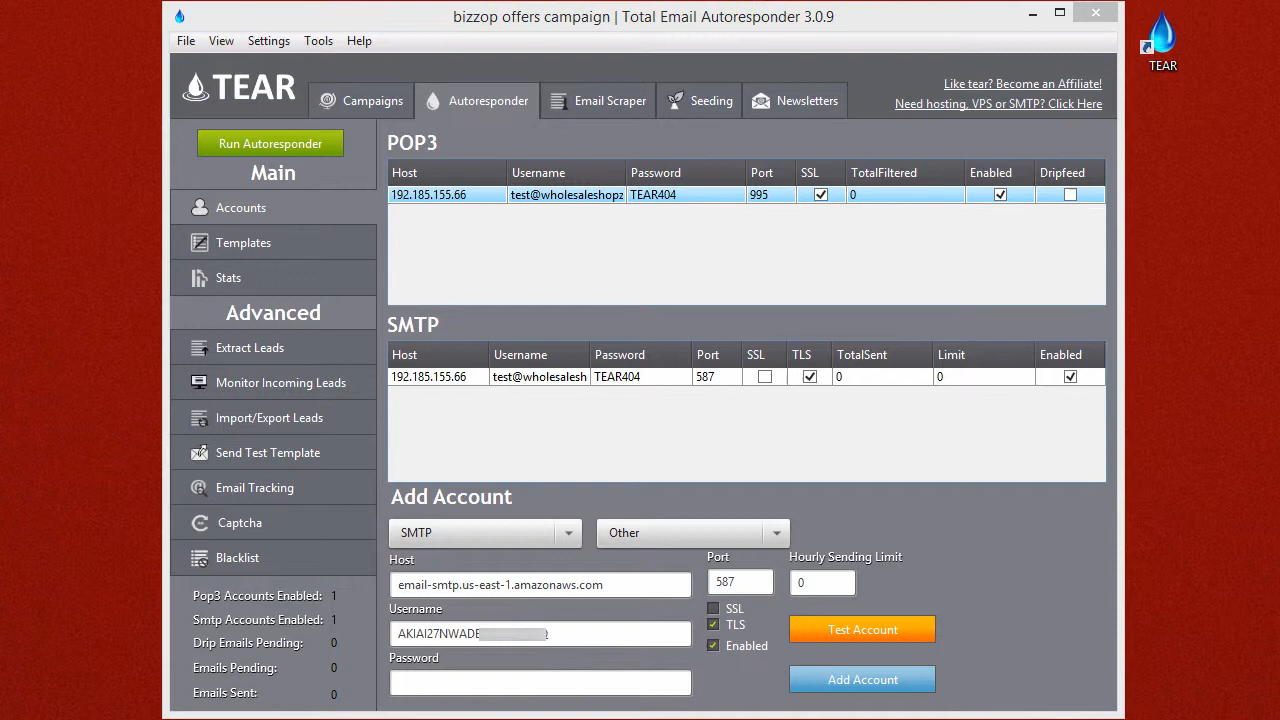 bizzop offers campaign | Total Email Autoresponder 3.0.9
File View Settings Tools Help
TEAR
TEAR
Campaigns Autoresponder Email Scraper Seeding Newsletters
Like tear? Become an Affiliate!
Need hosting, VPS or SMTP? Click Here
Run Autoresponder
Main
Accounts
Templates
Stats
Advanced
Extract Leads
Monitor Incoming Leads
Import/Export Leads
Send Test Template
Email Tracking
Captcha
Blacklist
Pop3 Accounts Enabled: 1
Smtp Accounts Enabled: 1
Drip Emails Pending: 0
Emails Pending: 0
Emails Sent: 0
POP3
Host Username Password Port SSL TotalFiltered Enabled Dripfeed
192.185.155.66 test@wholesaleshopz TEAR404 995 0
SMTP
Host Username Password Port SSL TLS TotalSent Limit Enabled
192.185.155.66 test@wholesalesh TEAR404 587 0 0
Add Account
SMTP Other
Host Port Hourly Sending Limit
email-smtp.us-east-1.amazonaws.com 587 0
Username SSL
TLS
AKIAI27NWADE Test Account
Enabled
Password
Add Account